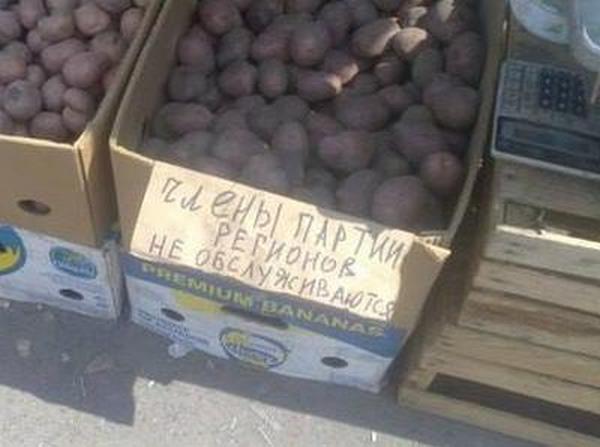 ЧЛЕНЫ ПАРТИИ
РЕГИОНОВ
НЕ ОБСЛУЖИВАЮТСЯ
PREMIUM BANANAS